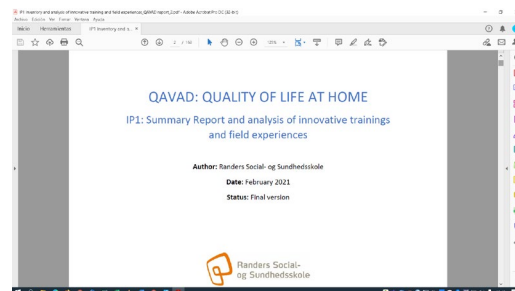 IP1 Inventory and analysis of innovative training and field experiences_QAVAD report_2.pdf - Adobe Acrobat Pro DC (32-bit)
Archivo Edición Ver Firmar Ventana Ayuda
Inicio Herramientas IP1 Inventory and a... ×
2 / 148 125%
QAVAD: QUALITY OF LIFE AT HOME
IP1: Summary Report and analysis of innovative trainings
and field experiences
Author: Randers Social- og Sundhedsskole
Date: February 2021
Status: Final version
Randers Social-
og Sundhedsskole